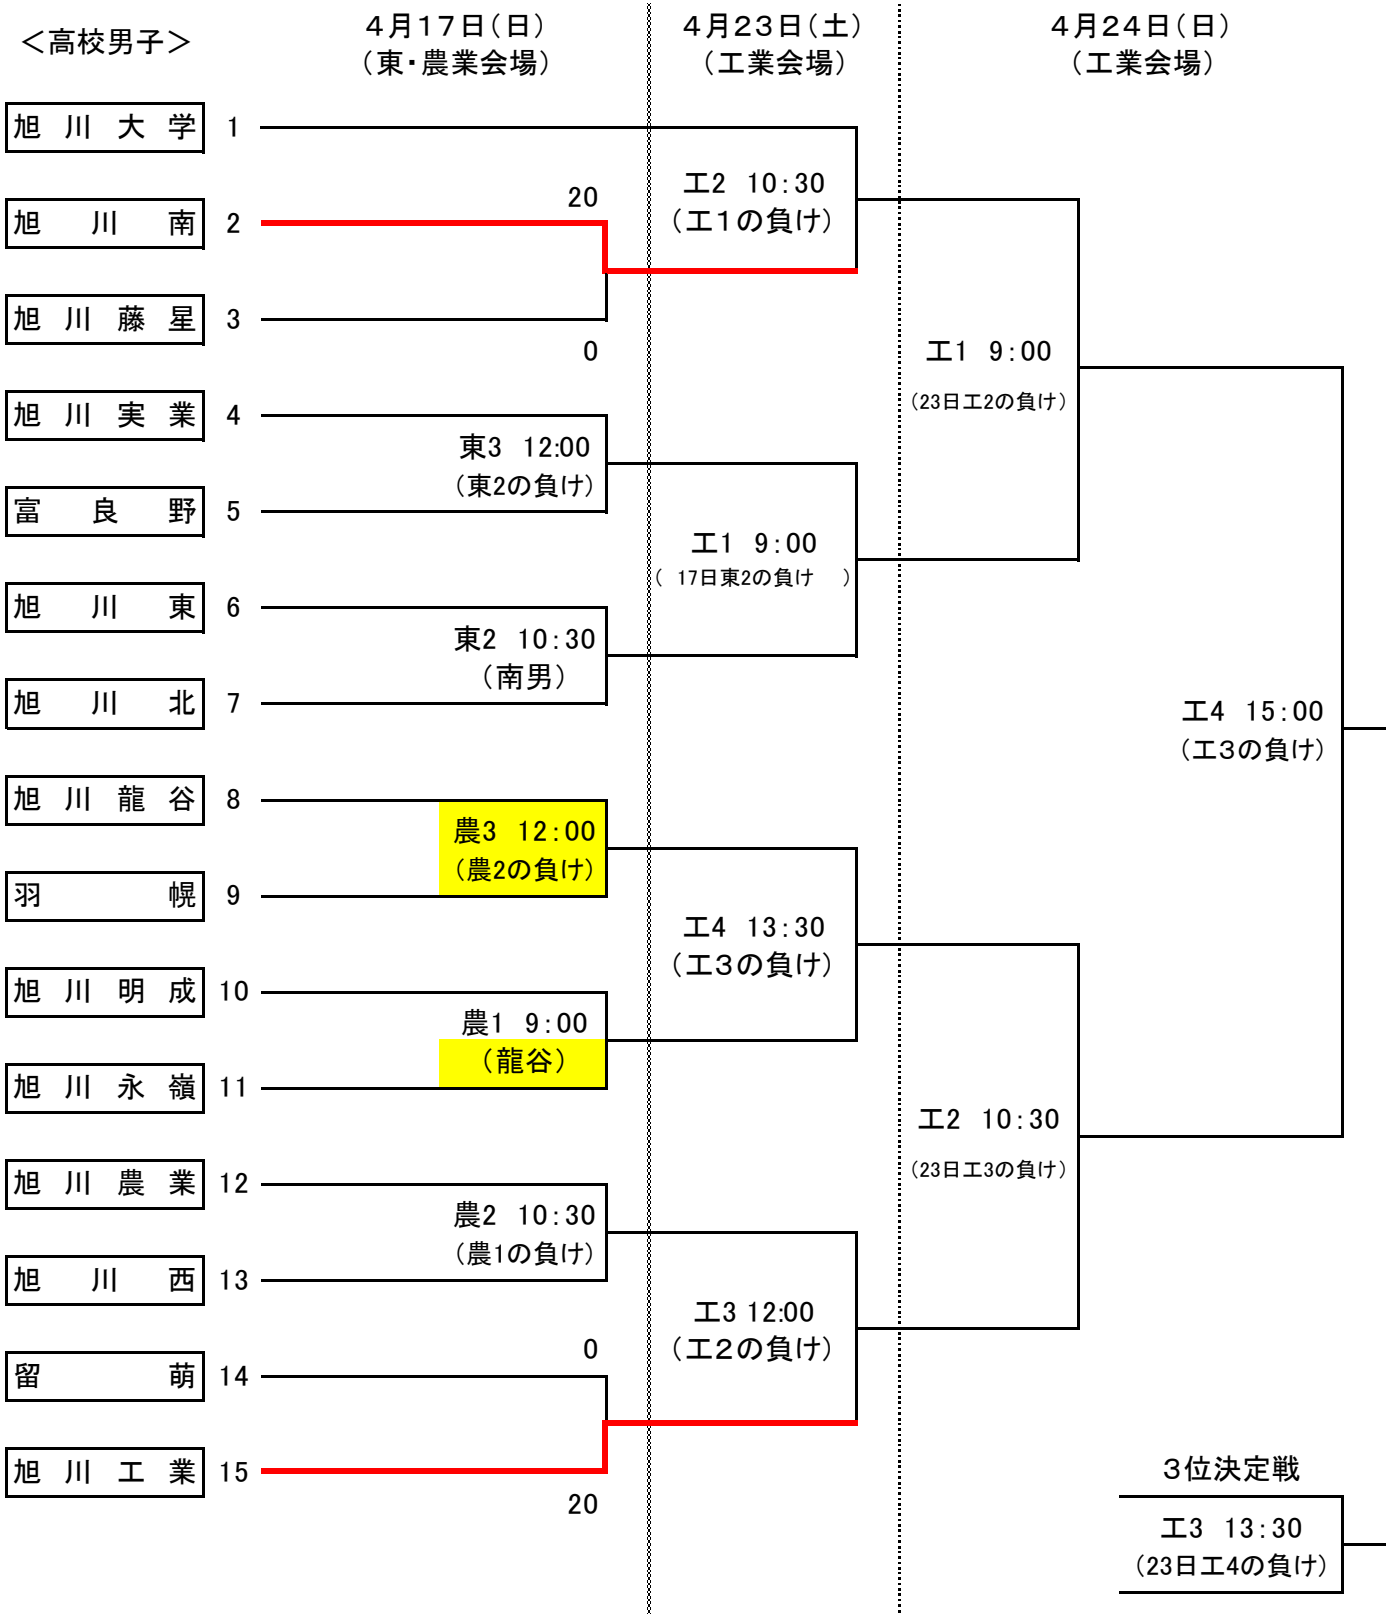 ＜高校男子＞
４月１７日（日）
（東・農業会場）
４月２３日（土）
（工業会場）
４月２４日（日）
（工業会場）
旭川大学 1
旭川南 2
旭川藤星 3
旭川実業 4
富良野 5
旭川東 6
旭川北 7
旭川龍谷 8
羽幌 9
旭川明成 10
旭川永嶺 11
旭川農業 12
旭川西 13
留萌 14
旭川工業 15
20
0
東3 12:00
（東2の負け）
東2 10:30
（南男）
農3 12:00
（農2の負け）
農1 9:00
（龍谷）
農2 10:30
（農1の負け）
0
20
工2 10:30
（工１の負け）
工1 9:00
（ 17日東2の負け ）
工4 13:30
（工３の負け）
工3 12:00
（工２の負け）
工1 9:00
（23日工2の負け）
工2 10:30
（23日工3の負け）
工4 15:00
（工３の負け）
３位決定戦
工3 13:30
（23日工4の負け）